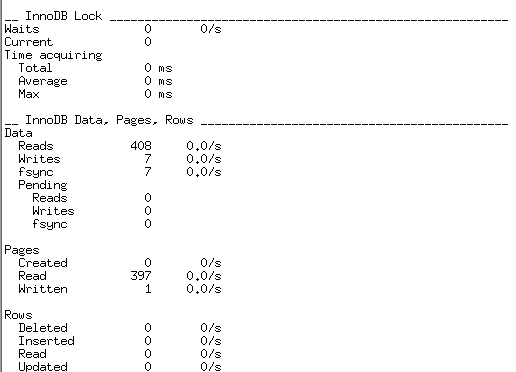 __ InnoDB Lock _________________________________________________________
Waits 0 0/s
Current 0
Time acquiring
Total 0 ms
Average 0 ms
Max 0 ms
__ InnoDB Data, Pages, Rows ____________________________________________
Data
Reads 408 0.0/s
Writes 7 0.0/s
fsync 7 0.0/s
Pending
Reads 0
Writes 0
fsync 0
Pages
Created 0 0/s
Read 397 0.0/s
Written 1 0.0/s
Rows
Deleted 0 0/s
Inserted 0 0/s
Read 0 0/s
Updated 0 0/s